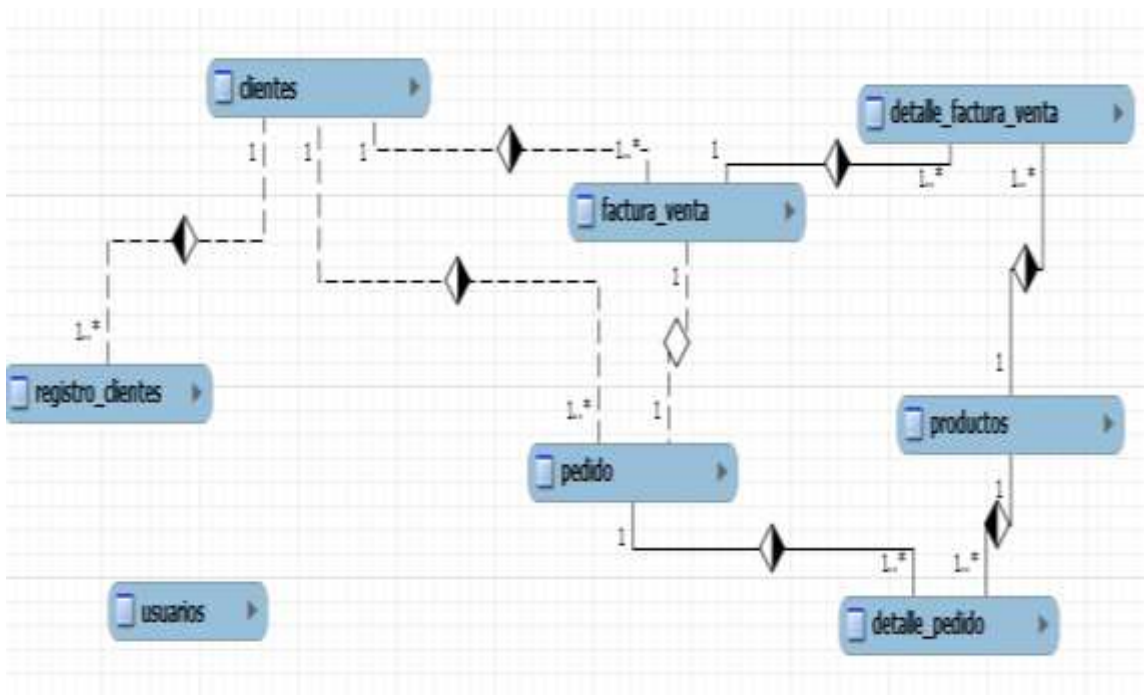 clientes
detalle_factura_venta
1
1
1
1..*
1
1..*
1..*
factura_venta
1
1..*
1
registro_clientes
1..*
1
productos
pedido
1
1
1..*
1..*
usuarios
detalle_pedido